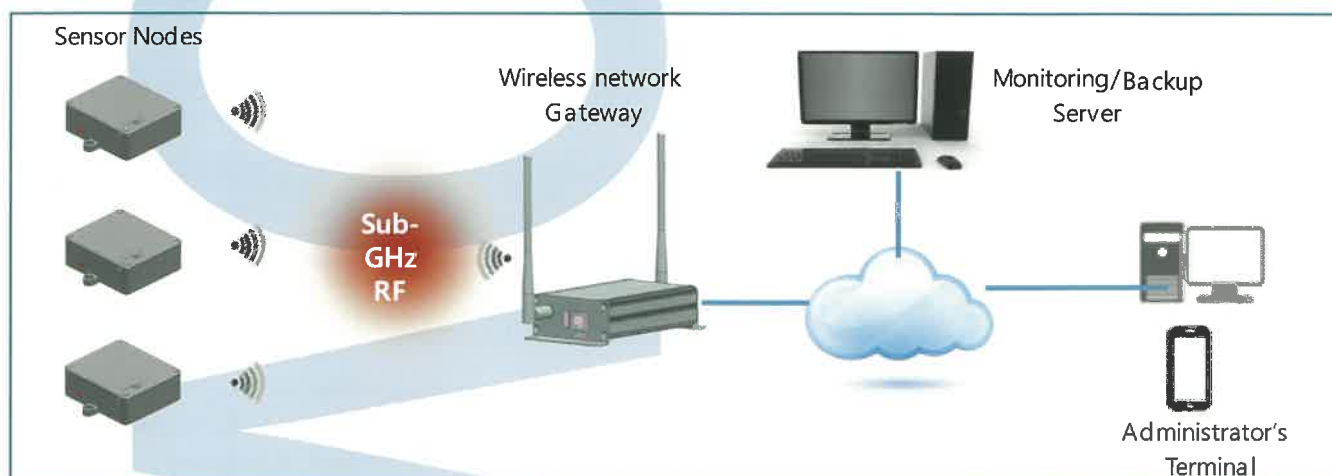 Sensor Nodes
Wireless network
Gateway
Monitoring/Backup
Server
Sub-
GHz
RF
Administrator's
Terminal